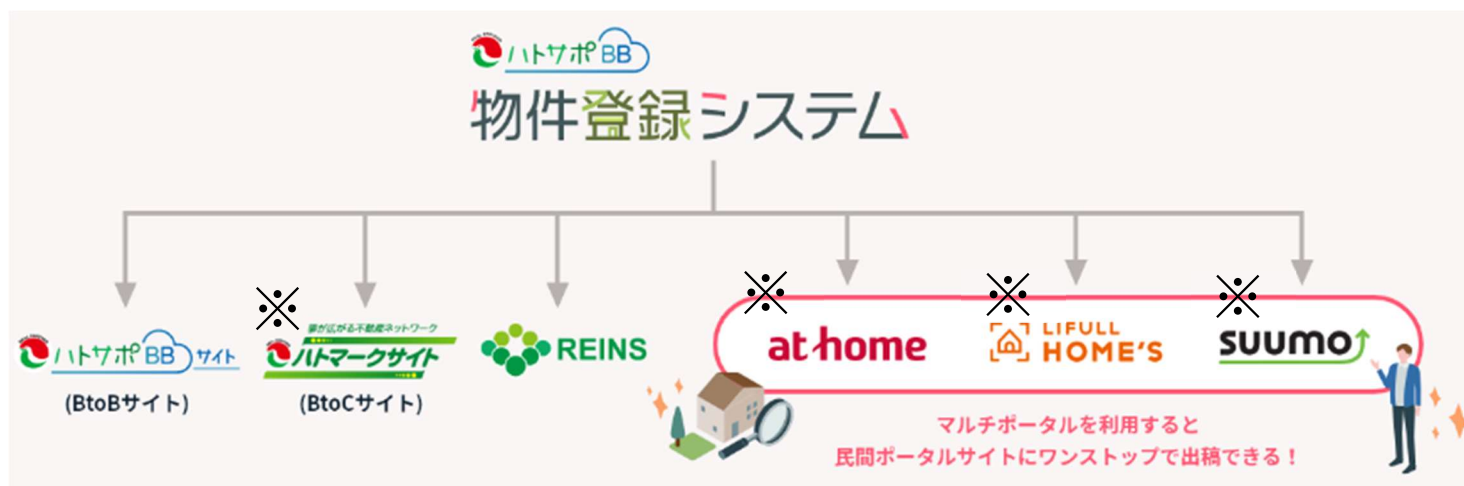 ハトサポBB
物件登録システム
※
※
※
※
ハトサポBBサイト
(BtoBサイト)
夢が広がる不動産ネットワーク
ハトマークサイト
(BtoCサイト)
REINS
at home
LIFULL
HOME'S
suumo
マルチポータルを利用すると
民間ポータルサイトにワンストップで出稿できる！